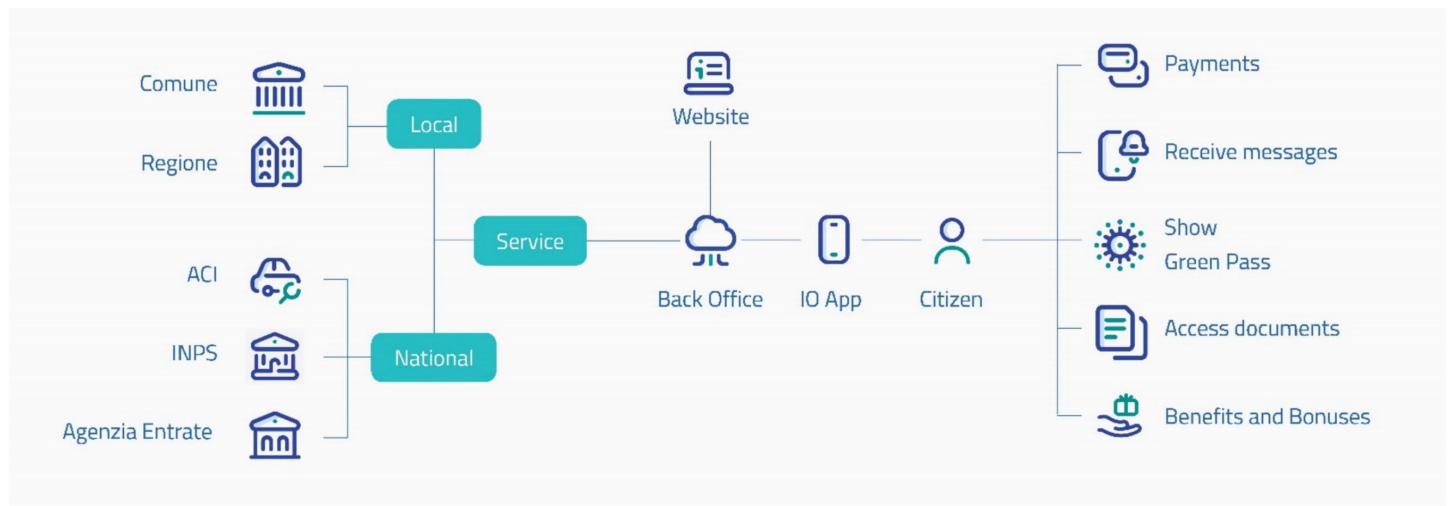 Comune
Regione
ACI
INPS
Agenzia Entrate
Local
National
Service
Website
Back Office
IO App
Citizen
Payments
Receive messages
Show
Green Pass
Access documents
Benefits and Bonuses